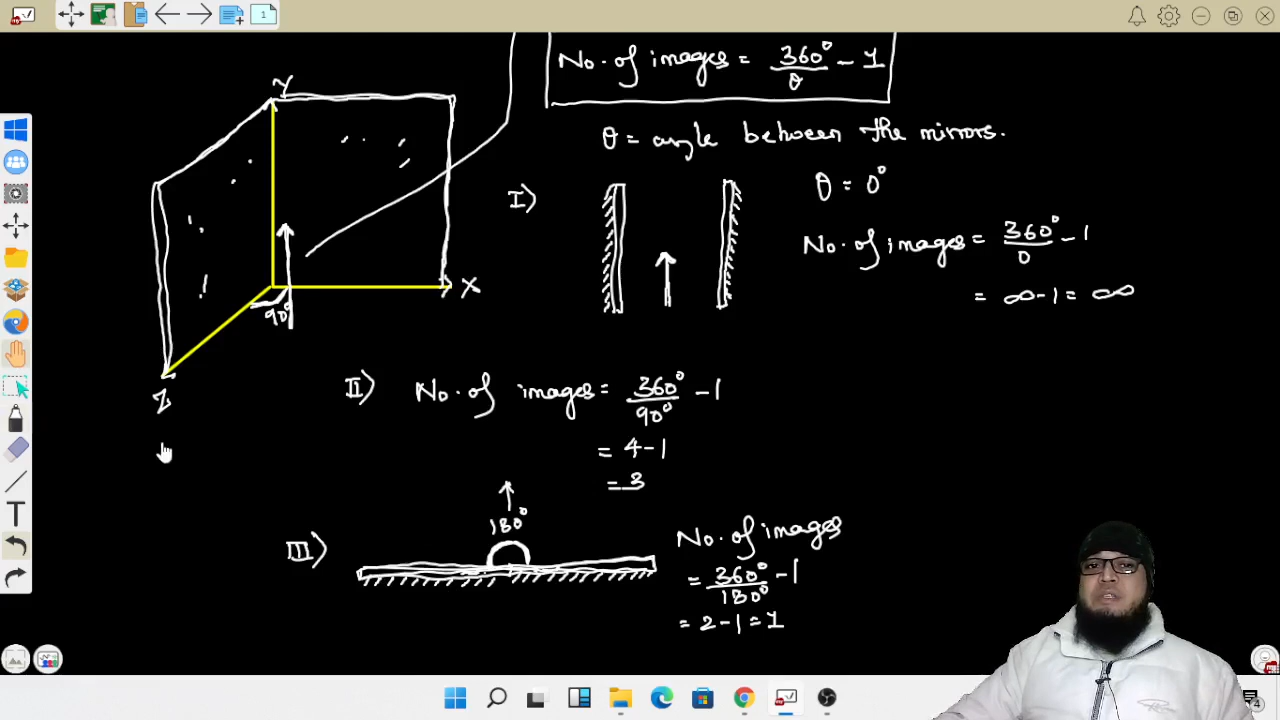 1
No. of images = 360°/θ - 1
θ = angle between the mirrors.
Y
X
Z
90°
I)
θ = 0°
No. of images = 360°/0 - 1
= ∞ - 1 = ∞
II) No. of images = 360°/90° - 1
= 4 - 1
= 3
III)
180°
No. of images
= 360°/180° - 1
= 2 - 1 = 1
T
4